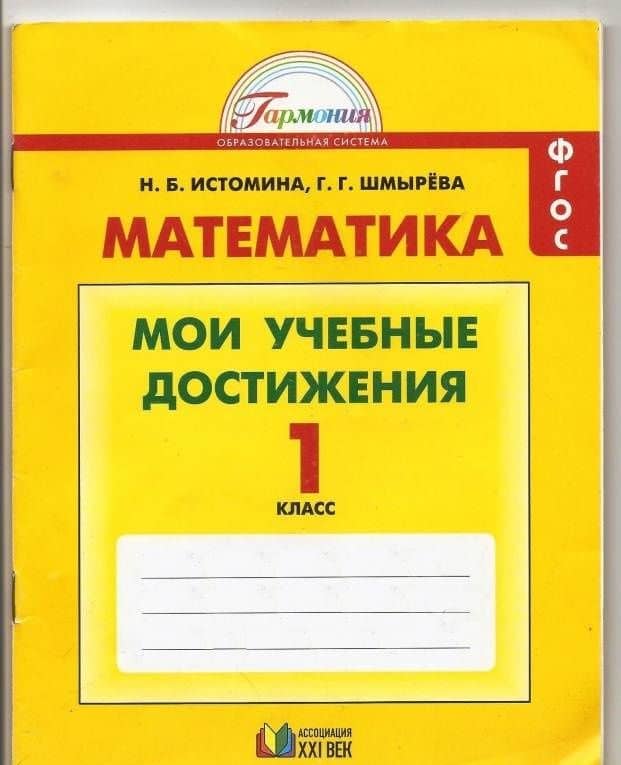 Гармония
ОБРАЗОВАТЕЛЬНАЯ СИСТЕМА
ФГОС
Н. Б. ИСТОМИНА, Г. Г. ШМЫРЁВА
МАТЕМАТИКА
МОИ УЧЕБНЫЕ
ДОСТИЖЕНИЯ
1
КЛАСС
АССОЦИАЦИЯ
XXI ВЕК